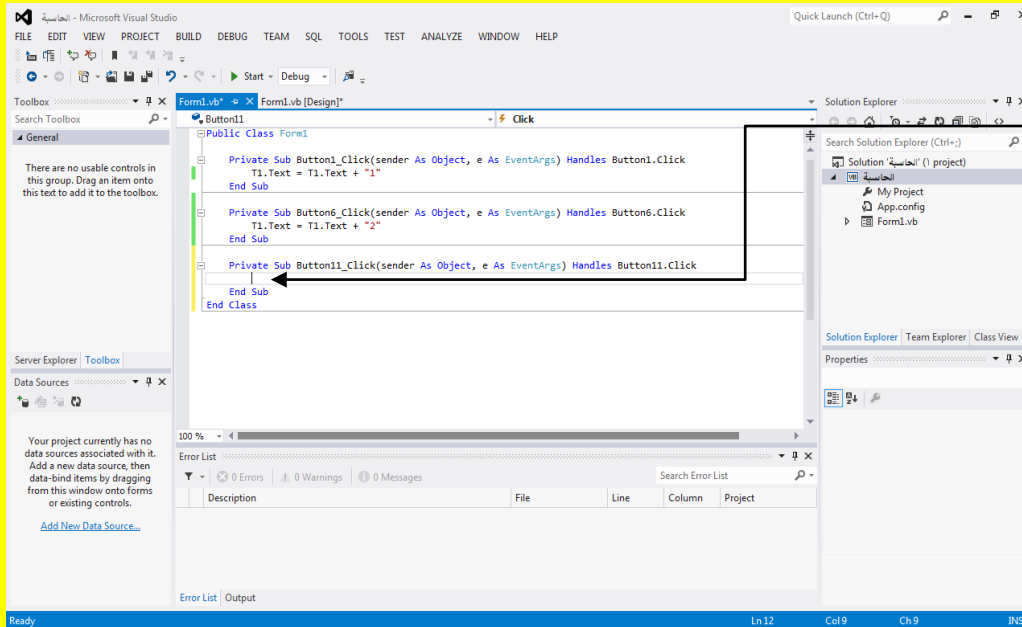 الحاسبة - Microsoft Visual Studio
Quick Launch (Ctrl+Q)
FILE EDIT VIEW PROJECT BUILD DEBUG TEAM SQL TOOLS TEST ANALYZE WINDOW HELP
Start Debug
Toolbox
Search Toolbox
General
There are no usable controls in
this group. Drag an item onto
this text to add it to the toolbox.
Server Explorer Toolbox
Data Sources
Your project currently has no
data sources associated with it.
Add a new data source, then
data-bind items by dragging
from this window onto forms
or existing controls.
Add New Data Source...
Form1.vb* Form1.vb [Design]*
Button11 Click
Public Class Form1
Private Sub Button1_Click(sender As Object, e As EventArgs) Handles Button1.Click
T1.Text = T1.Text + "1"
End Sub
Private Sub Button6_Click(sender As Object, e As EventArgs) Handles Button6.Click
T1.Text = T1.Text + "2"
End Sub
Private Sub Button11_Click(sender As Object, e As EventArgs) Handles Button11.Click
End Sub
End Class
100 %
Error List
0 Errors 0 Warnings 0 Messages
Search Error List
Description File Line Column Project
Error List Output
Solution Explorer
Search Solution Explorer (Ctrl+;)
Solution 'الحاسبة' (١ project)
الحاسبة
My Project
App.config
Form1.vb
Solution Explorer Team Explorer Class View
Properties
Ready Ln 12 Col 9 Ch 9 INS